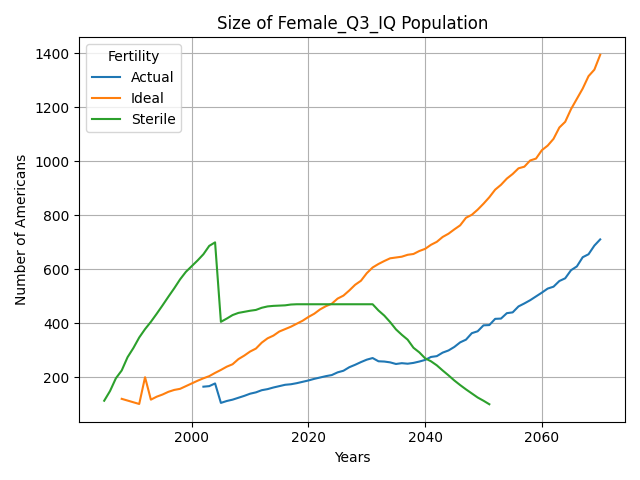 Size of Female_Q3_IQ Population
Fertility
Actual
Ideal
Sterile
Number of Americans
1400
1200
1000
800
600
400
200
2000
2020
2040
2060
Years